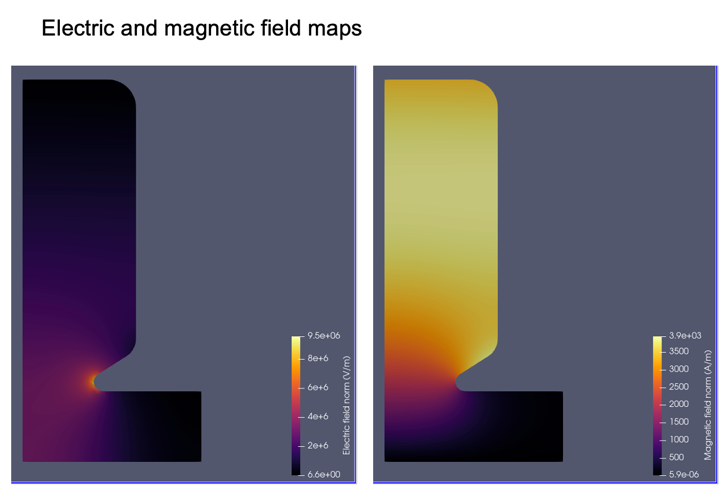 Electric and magnetic field maps
9.5e+06
8e+6
6e+6
4e+6
2e+6
6.6e+00
Electric field norm (V/m)
3.9e+03
3500
3000
2500
2000
1500
1000
500
5.9e-06
Magnetic field norm (A/m)